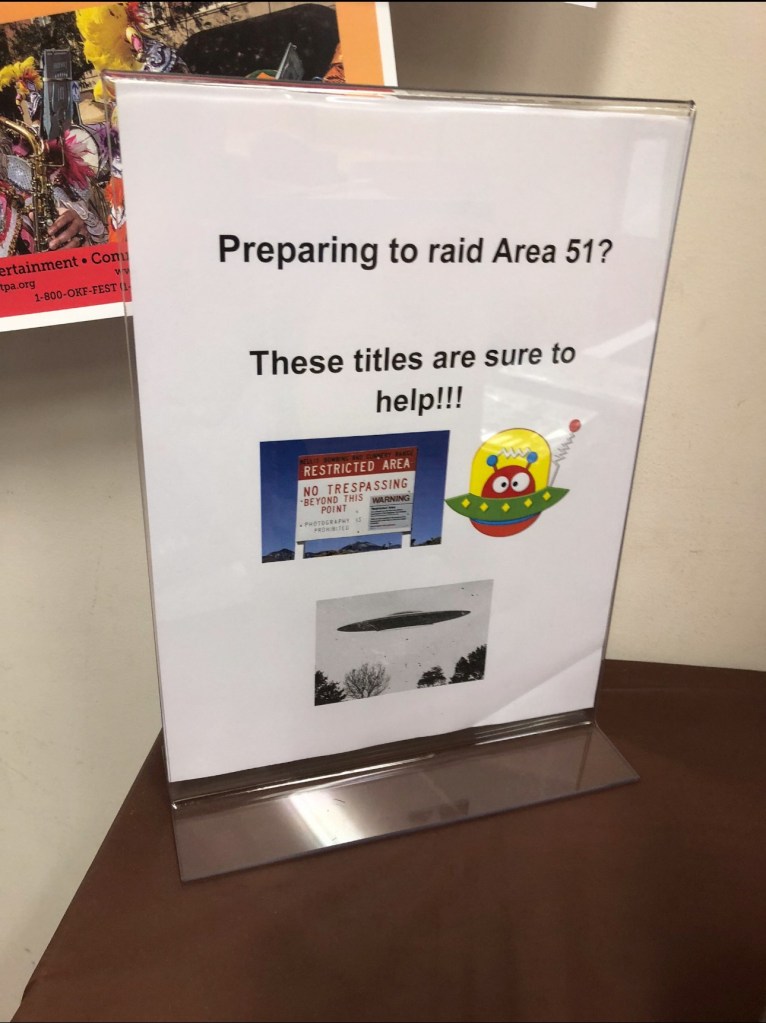 ertainment • Com
tpa.org
1-800-OKF-FEST
Preparing to raid Area 51?
These titles are sure to
help!!!
RESTRICTED AREA
NO TRESPASSING
BEYOND THIS
POINT
WARNING
PHOTOGRAPHY IS
PROHIBITED